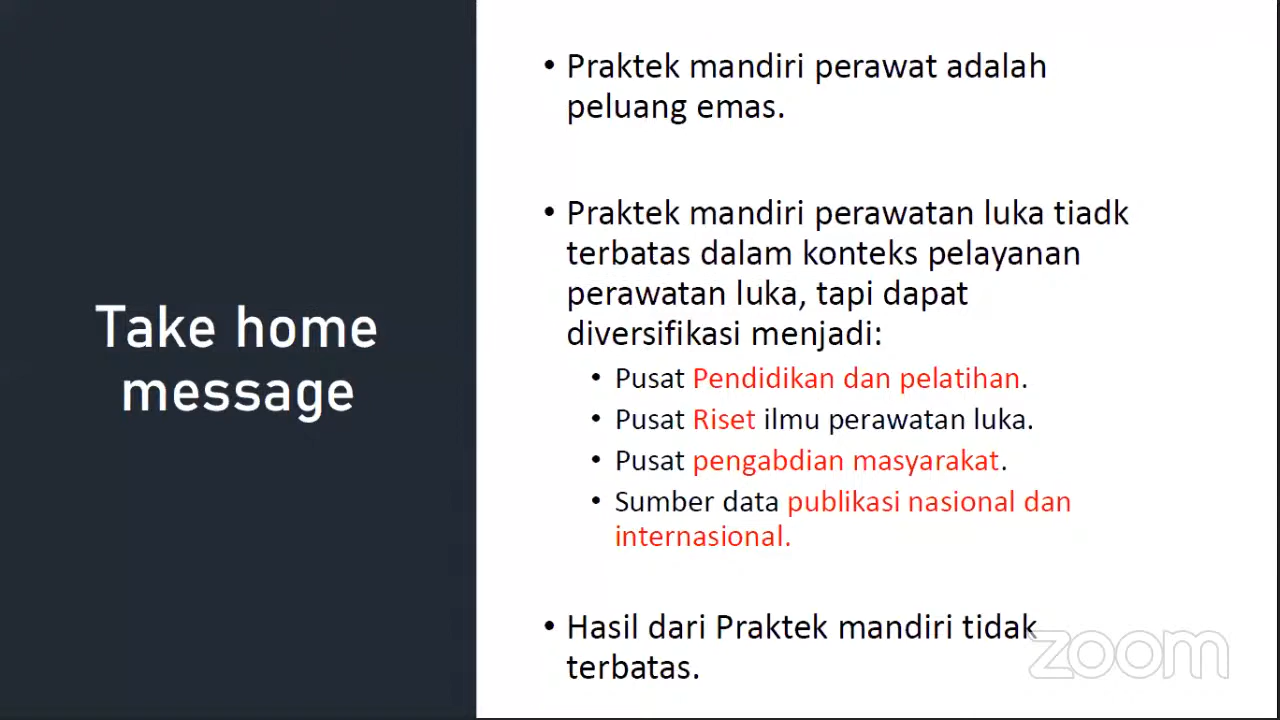 Take home
message
• Praktek mandiri perawat adalah
peluang emas.
• Praktek mandiri perawatan luka tiadk
terbatas dalam konteks pelayanan
perawatan luka, tapi dapat
diversifikasi menjadi:
• Pusat Pendidikan dan pelatihan.
• Pusat Riset ilmu perawatan luka.
• Pusat pengabdian masyarakat.
• Sumber data publikasi nasional dan
internasional.
• Hasil dari Praktek mandiri tidak
terbatas.
zoom